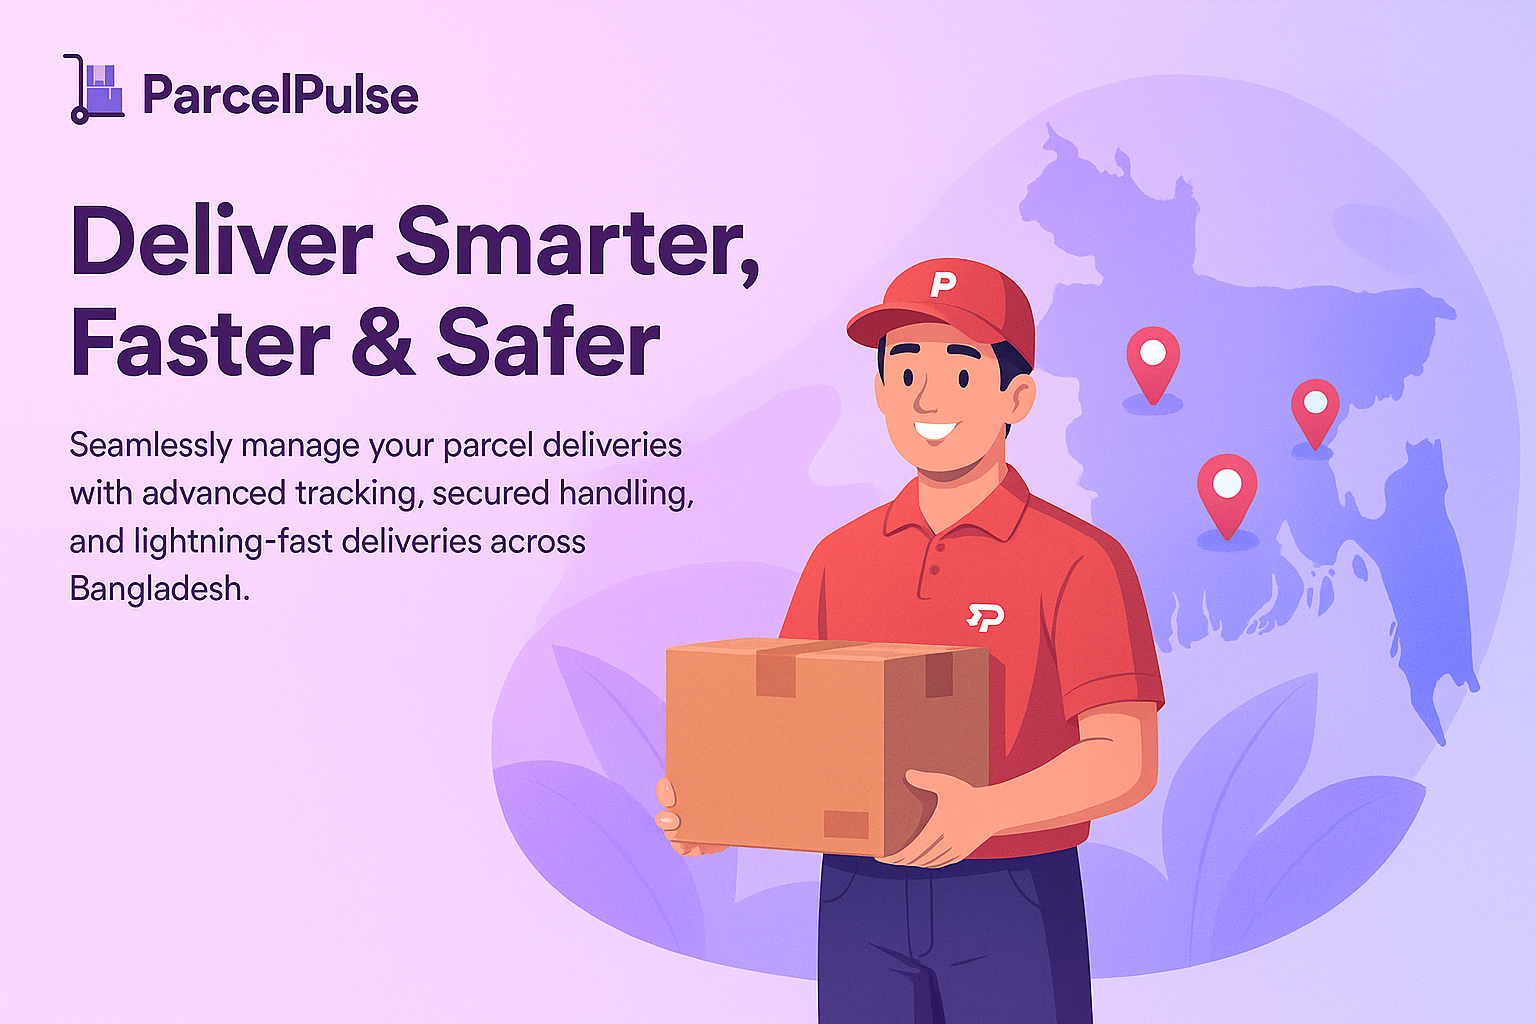 ParcelPulse
Deliver Smarter,
Faster & Safer
Seamlessly manage your parcel deliveries
with advanced tracking, secured handling,
and lightning-fast deliveries across
Bangladesh.
P
P